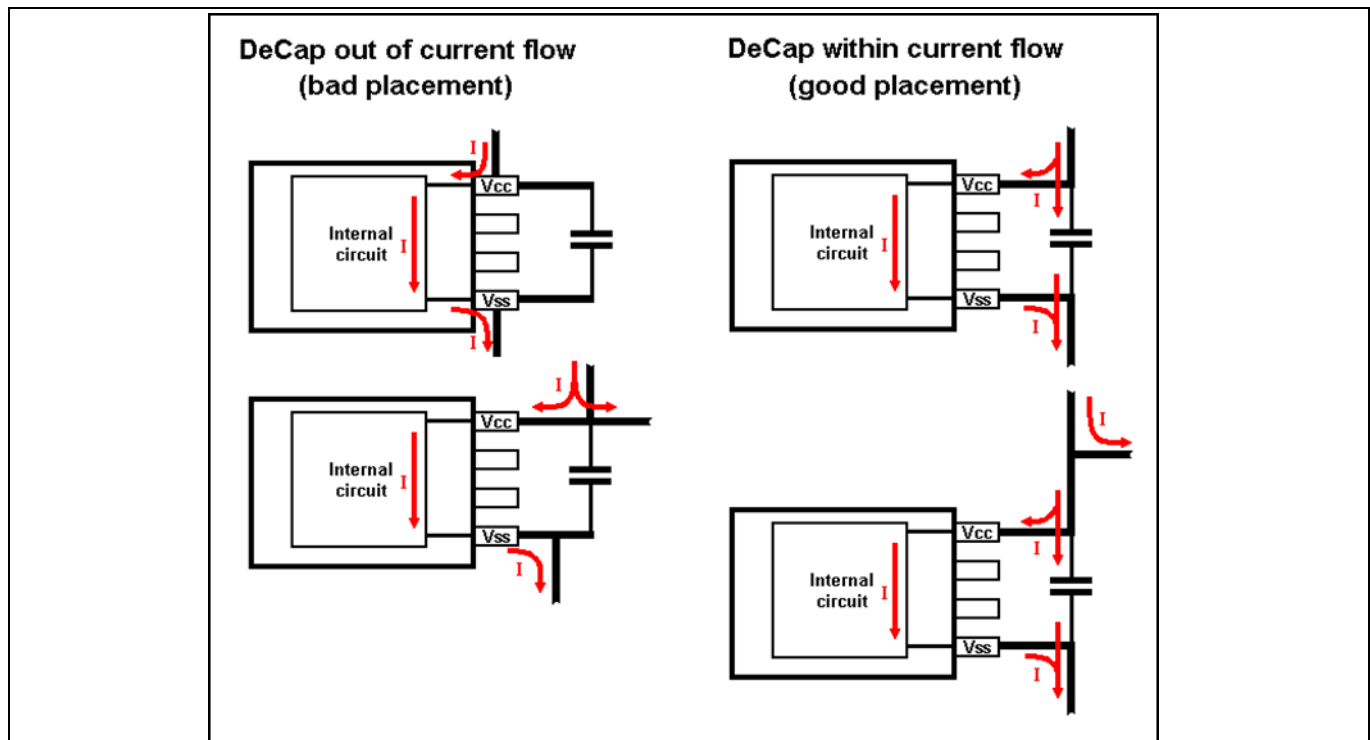 DeCap out of current flow
(bad placement)
DeCap within current flow
(good placement)
I
Vcc
Internal
circuit
I
Vss
I
Vcc
I
Internal
circuit
I
Vss
I
I
Vcc
Internal
circuit
I
Vss
I
I
Vcc
I
Internal
circuit
I
Vss
I